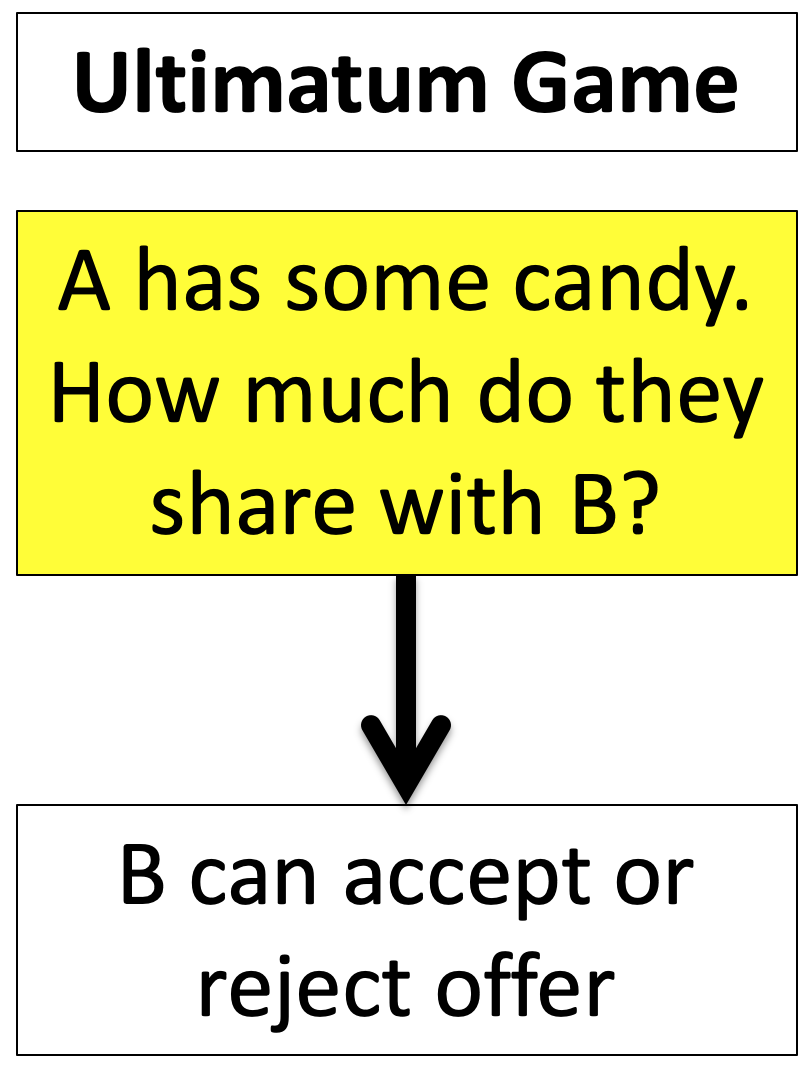 Ultimatum Game
A has some candy.
How much do they
share with B?
B can accept or
reject offer